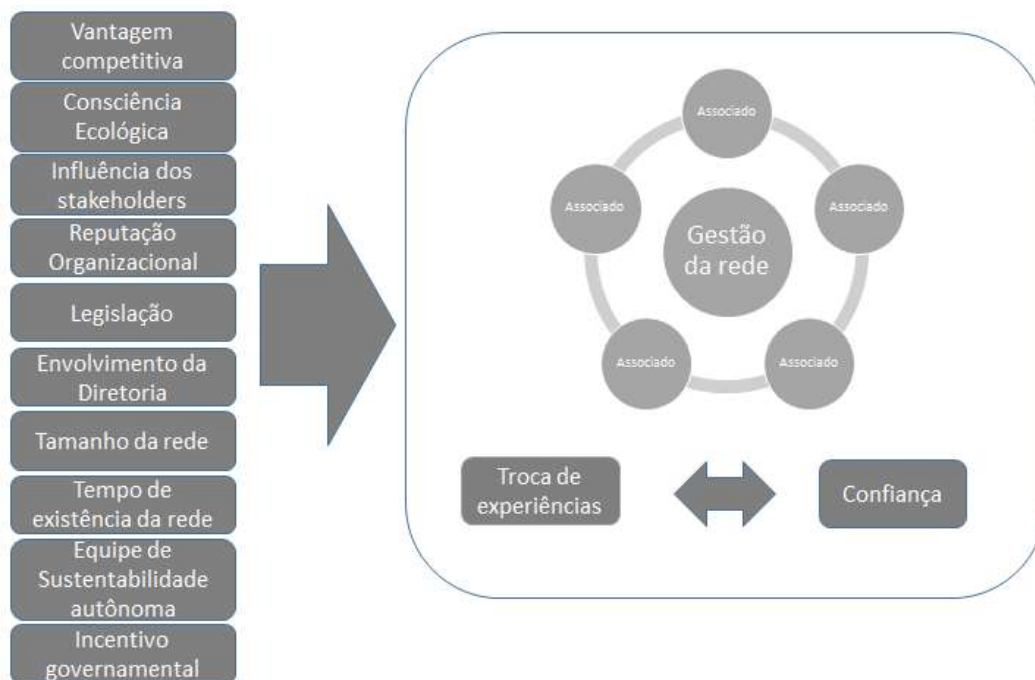 Vantagem
competitiva
Consciência
Ecológica
Influência dos
stakeholders
Reputação
Organizacional
Legislação
Envolvimento da
Diretoria
Tamanho da rede
Tempo de
existência da rede
Equipe de
Sustentabilidade
autônoma
Incentivo
governamental
Associado
Associado
Associado
Gestão
da rede
Associado
Associado
Troca de
experiências
Confiança